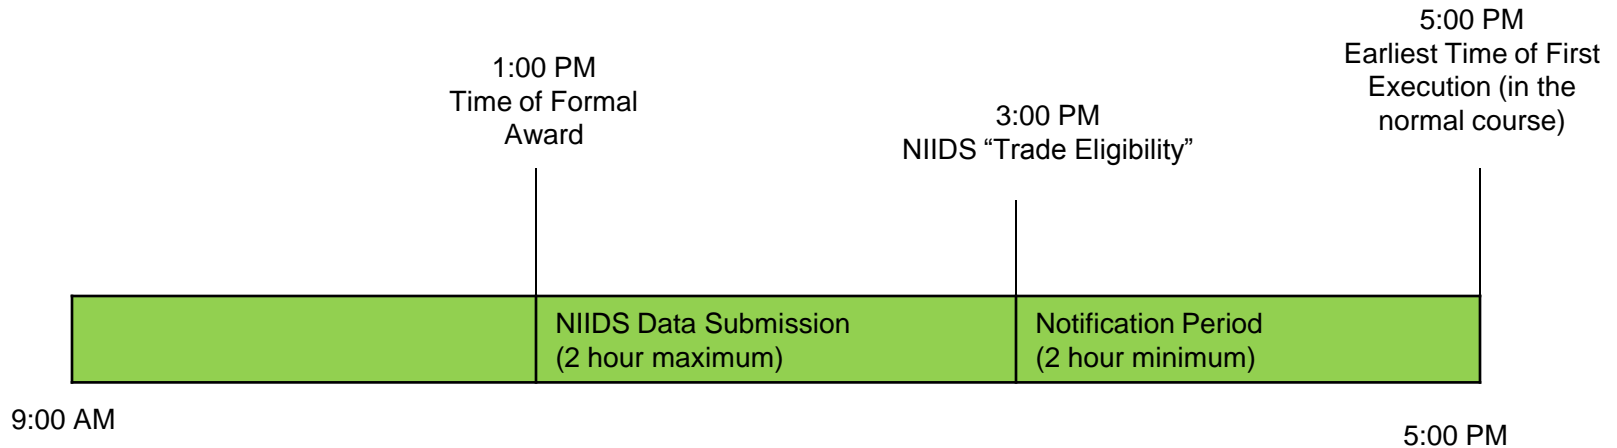 5:00 PM
Earliest Time of First
Execution (in the
normal course)
1:00 PM
Time of Formal
Award
3:00 PM
NIIDS “Trade Eligibility”
NIIDS Data Submission
(2 hour maximum)
Notification Period
(2 hour minimum)
9:00 AM
5:00 PM